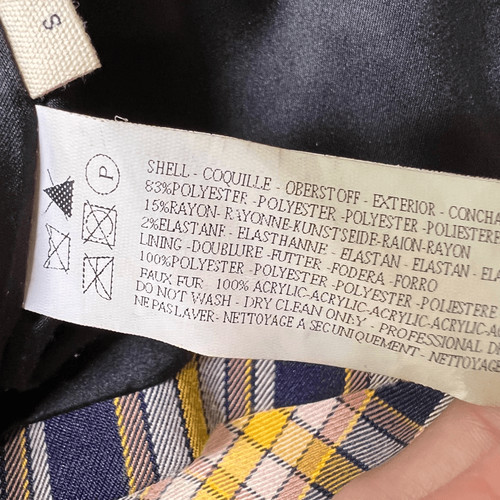 S
P
SHELL - COQUILLE - OBERSTOFF - EXTERIOR - CONCHA
83%POLYESTER -POLYESTER -POLYESTER-POLIESTERE
15%RAYON- RAYONNE-KUNSTSEIDE-RAION-RAYON
2%ELASTANE - ELASTHANNE - ELASTAN - ELASTAN - ELA
LINING -DOUBLURE -FUTTER -FODERA -FORRO
100%POLYESTER -POLYESTER -POLYESTER -POLIESTERE
FAUX FUR - 100% ACRYLIC-ACRYLIC-ACRYLIC-ACRYLIC-A
DO NOT WASH - DRY CLEAN ONLY - PROFESSIONAL DR
NE PAS LAVER- NETTOYAGE A SEC UNIQUEMENT - NETTOYAGE